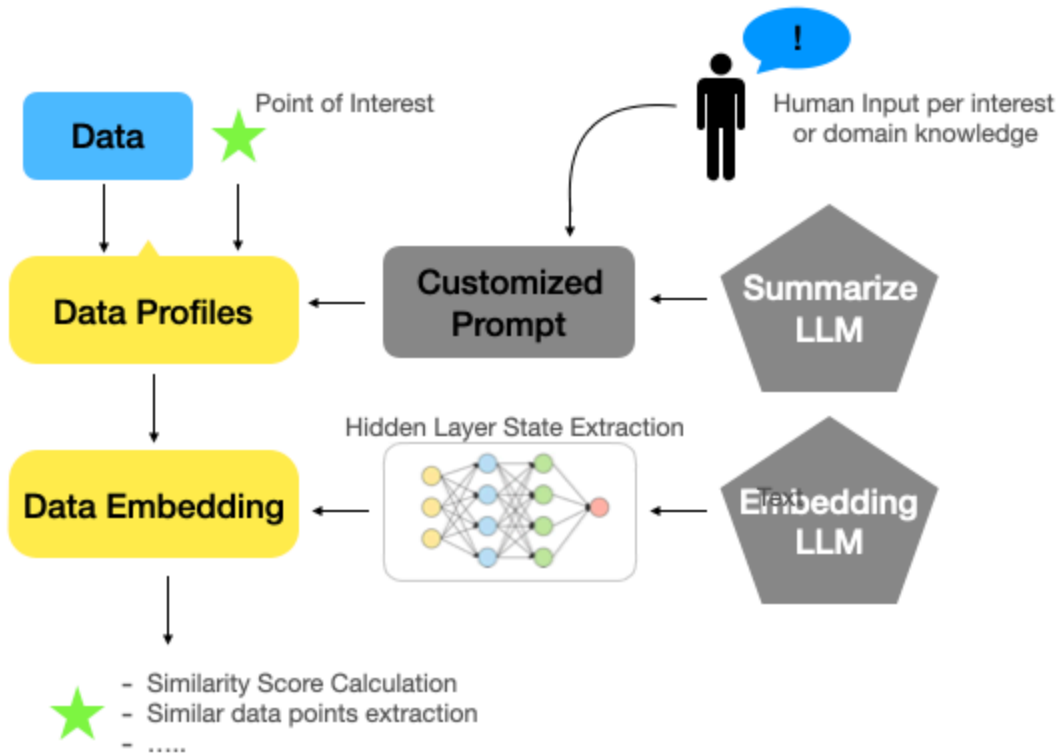 !
Point of Interest
Data
Human Input per interest
or domain knowledge
Customized
Prompt
Summarize
LLM
Data Profiles
Hidden Layer State Extraction
Data Embedding
Text
Embedding
LLM
- Similarity Score Calculation
- Similar data points extraction
- .....